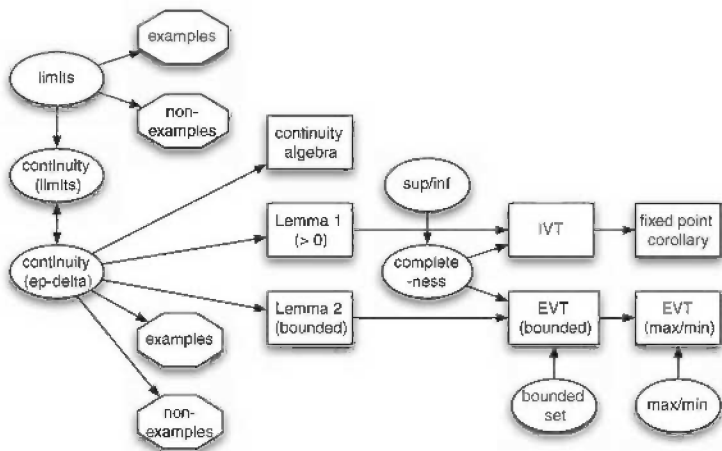 examples
limits
non-
examples
continuity
(limits)
continuity
algebra
sup/inf
Lemma 1
(> 0)
IVT
fixed point
corollary
continuity
(ep-delta)
complete
-ness
Lemma 2
(bounded)
EVT
(bounded)
EVT
(max/min)
examples
bounded
set
max/min
non-
examples